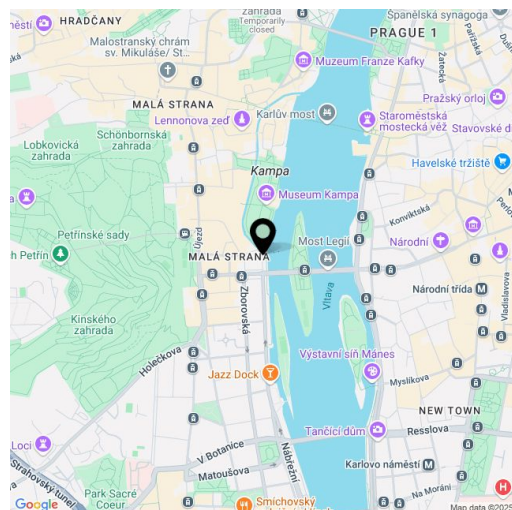 HRADČANY
zahrada
Temporarily
closed
Španělská synagoga
městí
Malostranský chrám
sv. Mikuláše/ St...
PRAGUE 1
Pařížská
Muzeum Franze Kafky
Žatecká
MALÁ STRANA
Pražský orloj
Lennonova zeď
Karlův most
Staroměstská
mostecká věž
Stavovské di
Schönbornská
zahrada
Lobkovická
zahrada
Kampa
Havelské tržiště
Museum Kampa
Konviktská
Petřínské sady
Újezd
ch Petřín
MALÁ STRANA
Most Legií
Národní
Národní třída
Vladislavova
Zborovská
Vltava
Kinského
zahrada
Holečkova
Výstavní síň Mánes
Jazz Dock
Myslíkova
NEW TOWN
Tančící dům
Resslova
Loci
V Botanice
Nábřežní
Matoušova
Karlovo náměstí
Strahovský tunel
Park Sacré
Coeur
Na Moráni
Smíchovský
Google
Map data ©2025